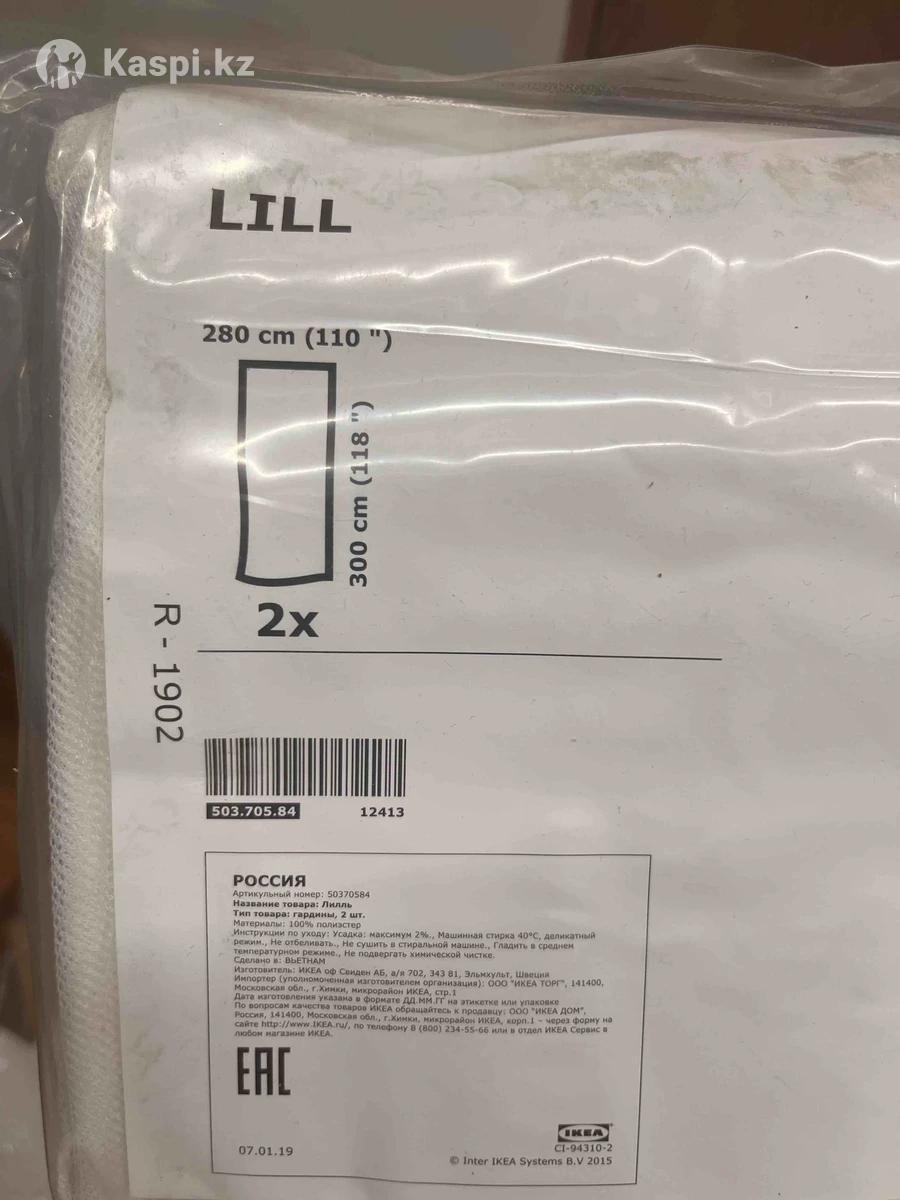 Kaspi.kz
LILL
280 cm (110 ")
300 cm (118 ")
2x
R - 1902
503.705.84 12413
РОССИЯ
Артикульный номер: 50370584
Название товара: Лилль
Тип товара: гардины, 2 шт.
Материалы: 100% полиэстер
Инструкции по уходу: Усадка: максимум 2%., Машинная стирка 40°C, деликатный
режим., Не отбеливать., Не сушить в стиральной машине., Гладить в среднем
температурном режиме., Не подвергать химической чистке.
Сделано в: ВЬЕТНАМ
Изготовитель: ИКЕА оф Свиден АБ, а/я 702, 343 81, Эльмхульт, Швеция
Импортер (уполномоченная изготовителем организация): ООО "ИКЕА ТОРГ", 141400,
Московская обл., г.Химки, микрорайон ИКЕА, стр.1
Дата изготовления указана в формате ДД.ММ.ГГ на этикетке или упаковке
По вопросам качества товаров ИКЕА обращайтесь к продавцу: ООО "ИКЕА ДОМ",
Россия, 141400, Московская обл., г.Химки, микрорайон ИКЕА, корп.1 – через форму на
сайте http://www.IKEA.ru/, по телефону 8 (800) 234-55-66 или в отдел ИКЕА Сервис в
любом магазине ИКЕА.
EAC
IKEA
CI-94310-2
07.01.19
© Inter IKEA Systems B.V 2015